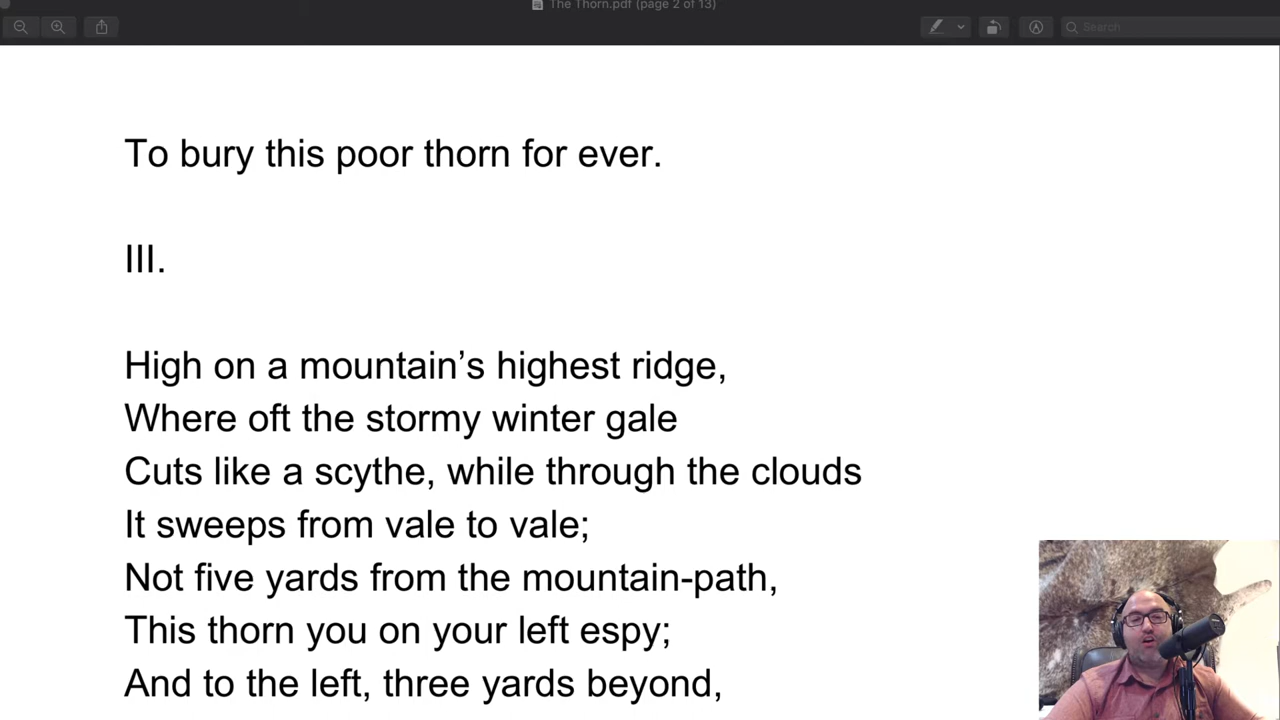 The Thorn.pdf (page 2 of 13)
Search
To bury this poor thorn for ever.
III.
High on a mountain’s highest ridge,
Where oft the stormy winter gale
Cuts like a scythe, while through the clouds
It sweeps from vale to vale;
Not five yards from the mountain-path,
This thorn you on your left espy;
And to the left, three yards beyond,